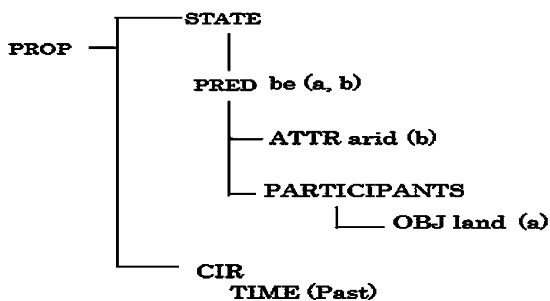 STATE
PROP
PRED be (a, b)
ATTR arid (b)
PARTICIPANTS
OBJ land (a)
CIR
TIME (Past)